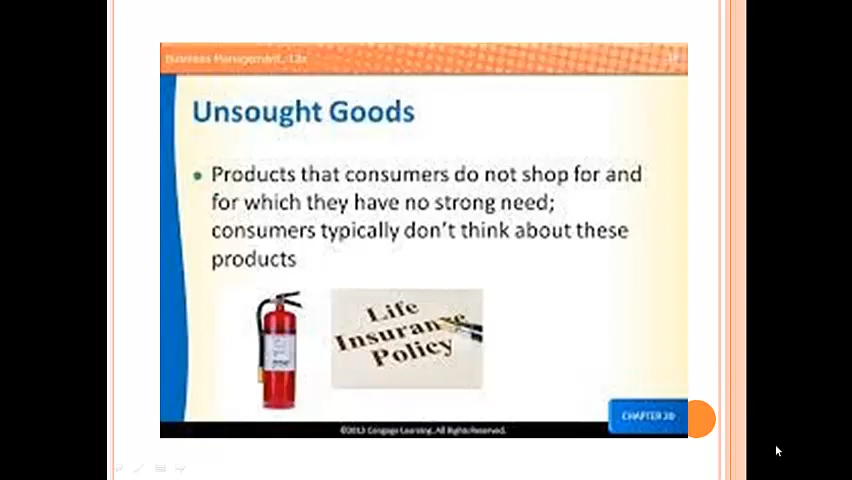 Business Management, 13e
Unsought Goods
• Products that consumers do not shop for and
for which they have no strong need;
consumers typically don't think about these
products
Life
Insurance
Policy
CHAPTER 20
©2013 Cengage Learning. All Rights Reserved.